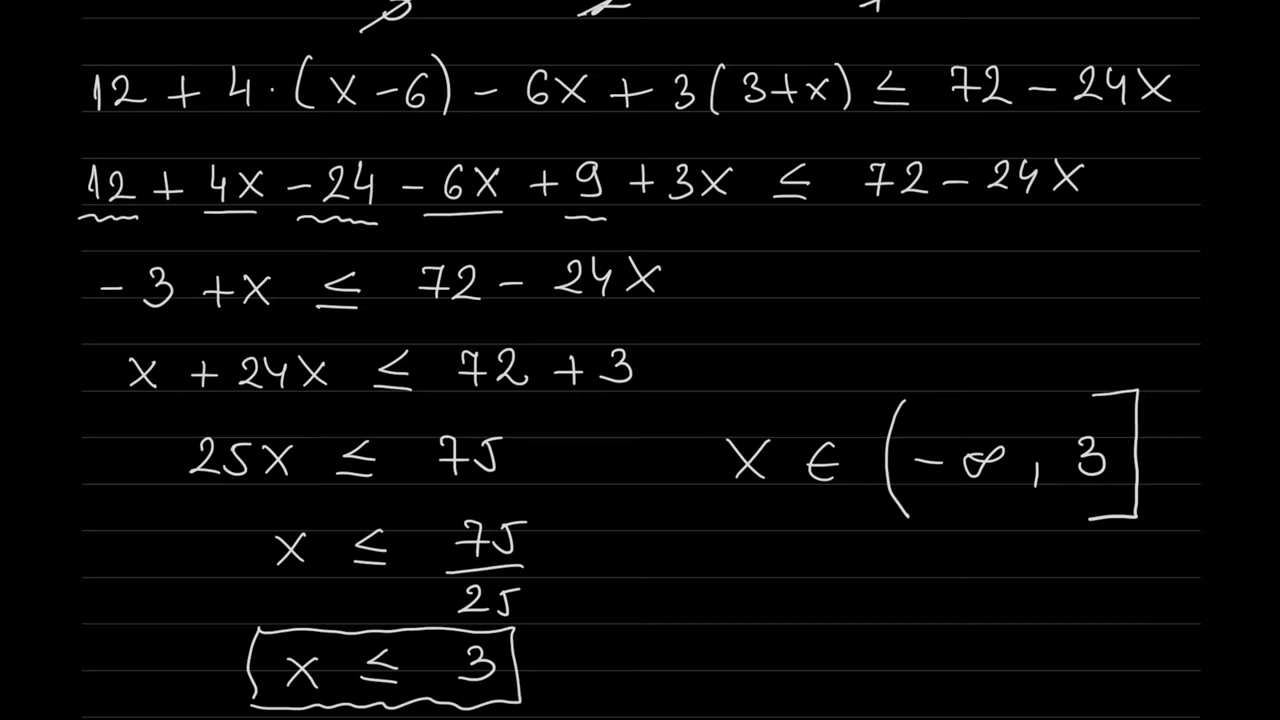 12 + 4 · (x - 6) - 6x + 3(3+x) ≤ 72 - 24x
12 + 4x - 24 - 6x + 9 + 3x ≤ 72 - 24x
- 3 + x ≤ 72 - 24x
x + 24x ≤ 72 + 3
25x ≤ 75
x ∈ (-∞, 3]
x ≤ 75/25
x ≤ 3